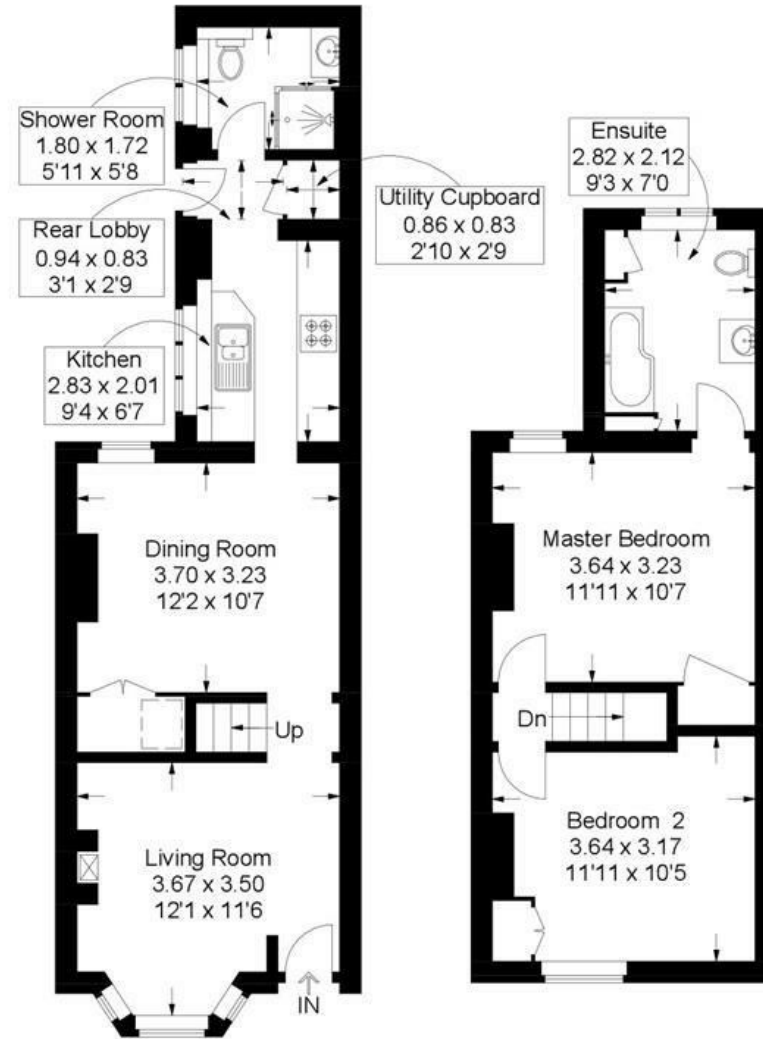 Shower Room
1.80 x 1.72
5'11 x 5'8
Rear Lobby
0.94 x 0.83
3'1 x 2'9
Utility Cupboard
0.86 x 0.83
2'10 x 2'9
Kitchen
2.83 x 2.01
9'4 x 6'7
Dining Room
3.70 x 3.23
12'2 x 10'7
Up
Living Room
3.67 x 3.50
12'1 x 11'6
IN
Ensuite
2.82 x 2.12
9'3 x 7'0
Master Bedroom
3.64 x 3.23
11'11 x 10'7
Dn
Bedroom 2
3.64 x 3.17
11'11 x 10'5